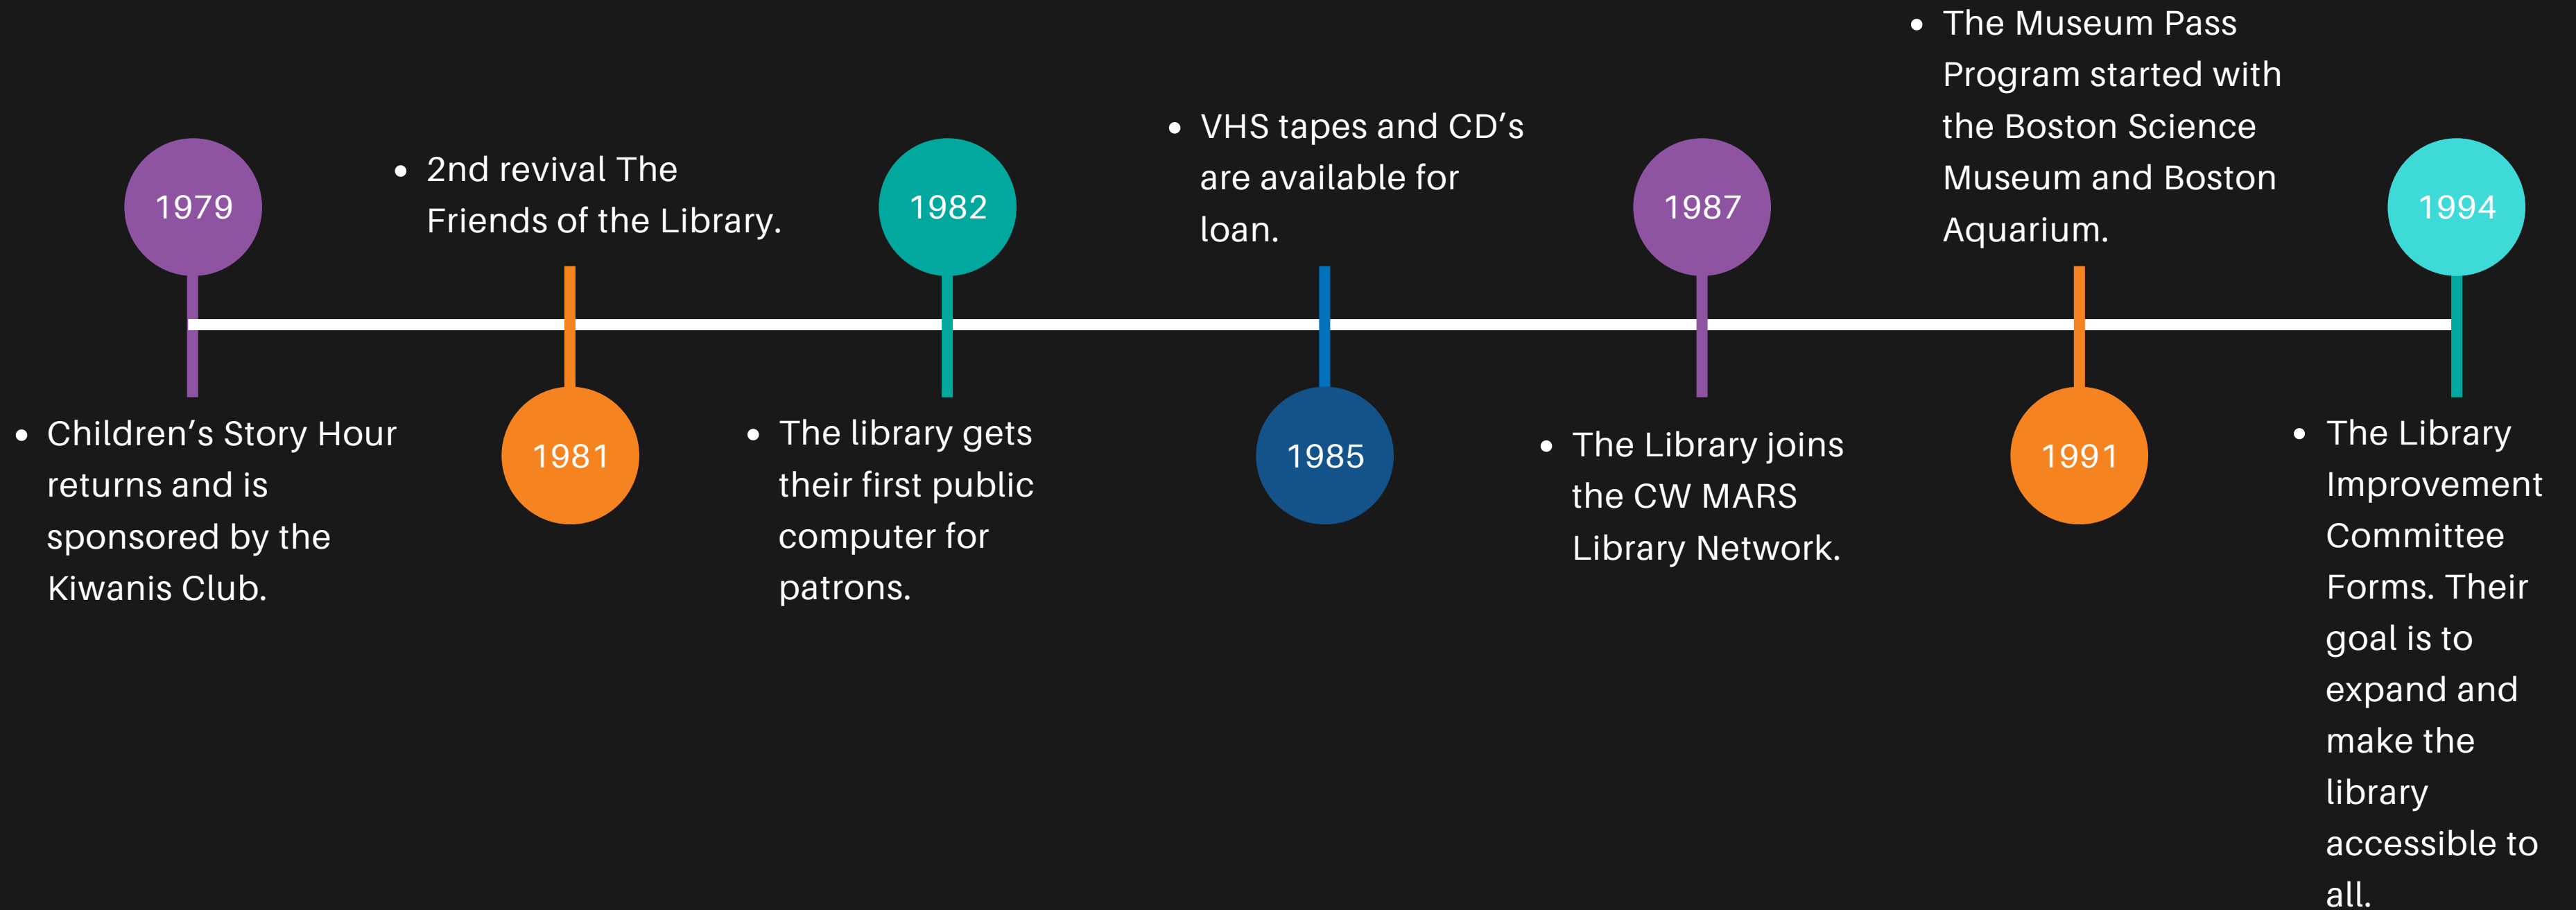 1979
• Children’s Story Hour
returns and is
sponsored by the
Kiwanis Club.
• 2nd revival The
Friends of the Library.
1981
1982
• The library gets
their first public
computer for
patrons.
• VHS tapes and CD’s
are available for
loan.
1985
1987
• The Library joins
the CW MARS
Library Network.
• The Museum Pass
Program started with
the Boston Science
Museum and Boston
Aquarium.
1991
1994
• The Library
Improvement
Committee
Forms. Their
goal is to
expand and
make the
library
accessible to
all.